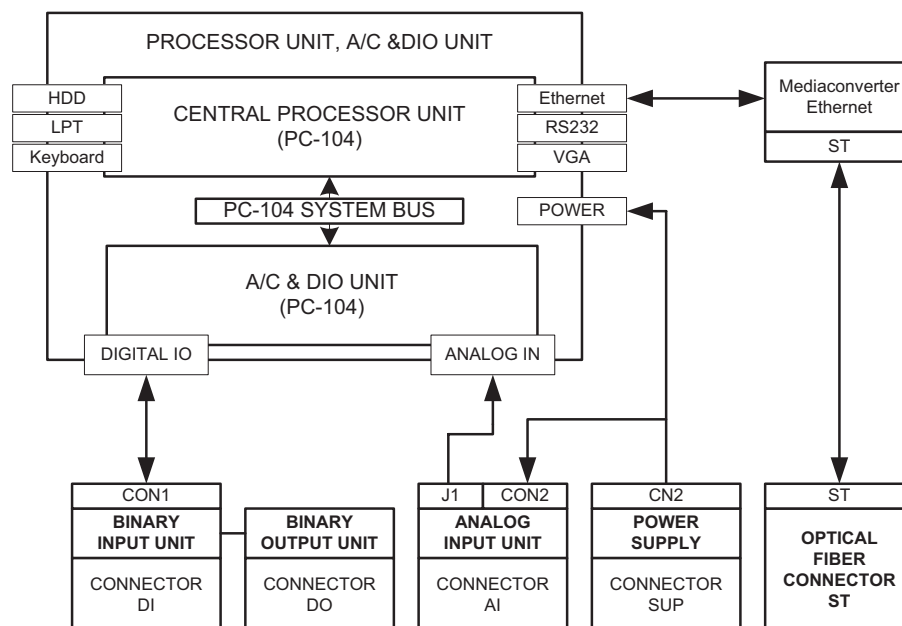 PROCESSOR UNIT, A/C &DIO UNIT
HDD
LPT
Keyboard
CENTRAL PROCESSOR UNIT
(PC-104)
Ethernet
RS232
VGA
Mediaconverter
Ethernet
ST
PC-104 SYSTEM BUS
POWER
A/C & DIO UNIT
(PC-104)
DIGITAL IO
ANALOG IN
CON1
BINARY
INPUT UNIT
CONNECTOR
DI
BINARY
OUTPUT UNIT
CONNECTOR
DO
J1
CON2
ANALOG
INPUT UNIT
CONNECTOR
AI
CN2
POWER
SUPPLY
CONNECTOR
SUP
ST
OPTICAL
FIBER
CONNECTOR
ST